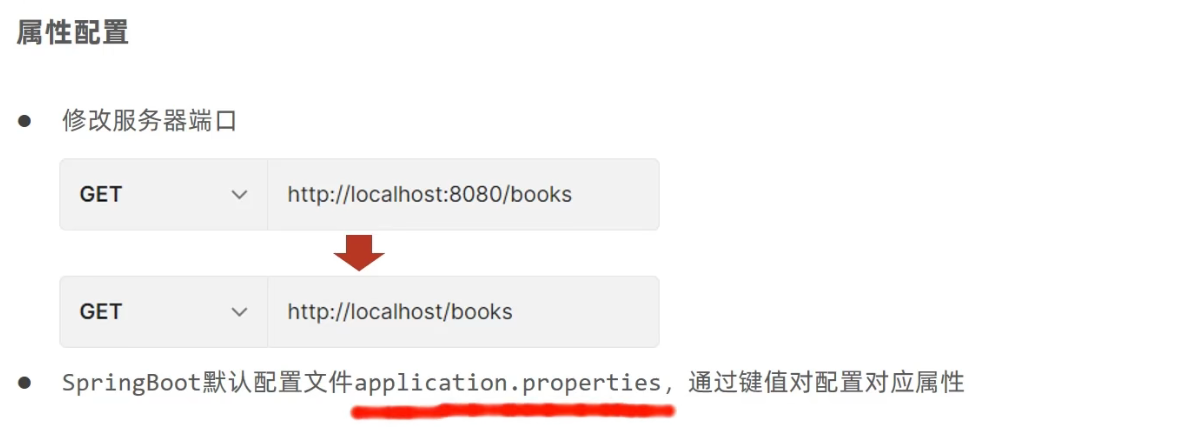 属性配置
● 修改服务器端口
GET http://localhost:8080/books
GET http://localhost/books
● SpringBoot默认配置文件application.properties，通过键值对配置对应属性